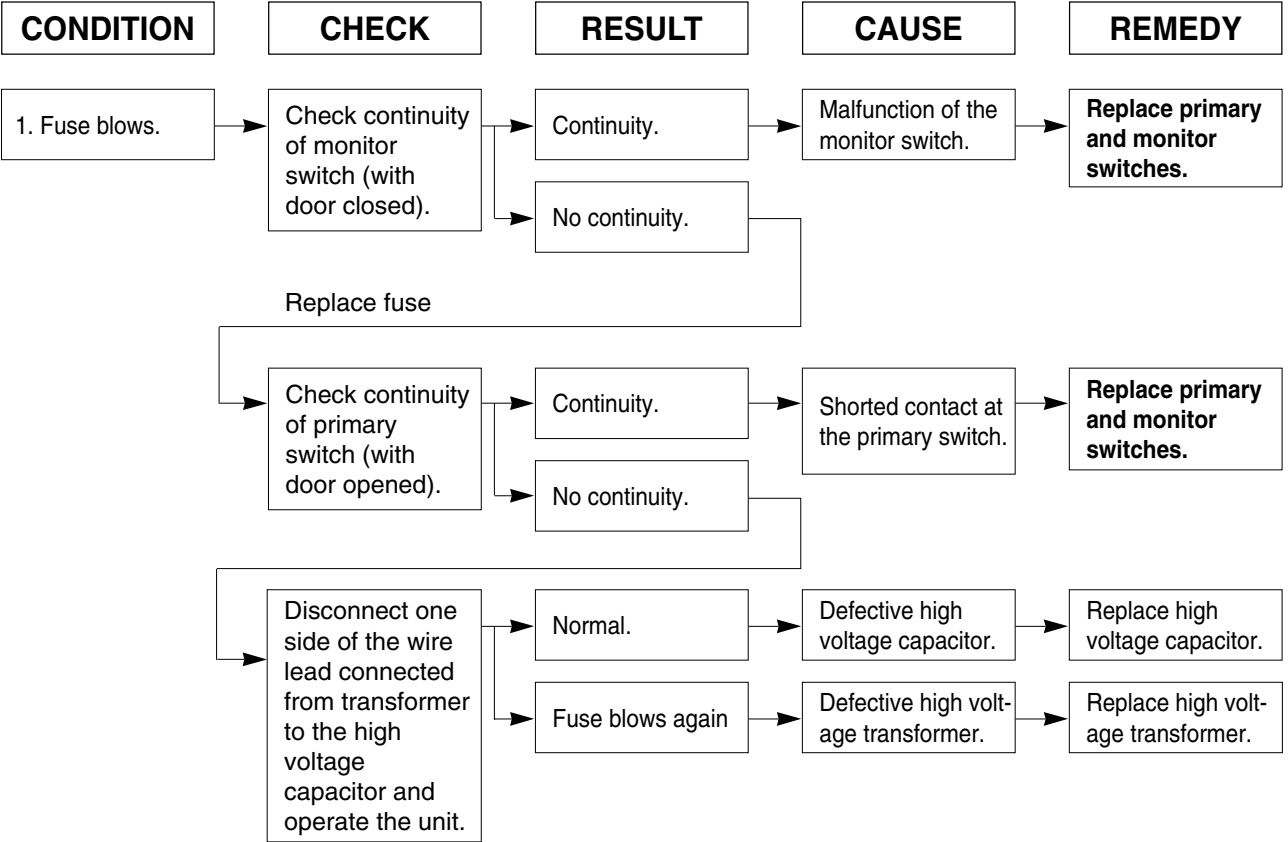 CONDITION
CHECK
RESULT
CAUSE
REMEDY
1. Fuse blows.
Check continuity
of monitor
switch (with
door closed).
Continuity.
Malfunction of the
monitor switch.
Replace primary
and monitor
switches.
No continuity.
Replace fuse
Check continuity
of primary
switch (with
door opened).
Continuity.
Shorted contact at
the primary switch.
Replace primary
and monitor
switches.
No continuity.
Disconnect one
side of the wire
lead connected
from transformer
to the high
voltage
capacitor and
operate the unit.
Normal.
Defective high
voltage capacitor.
Replace high
voltage capacitor.
Fuse blows again
Defective high volt-
age transformer.
Replace high volt-
age transformer.